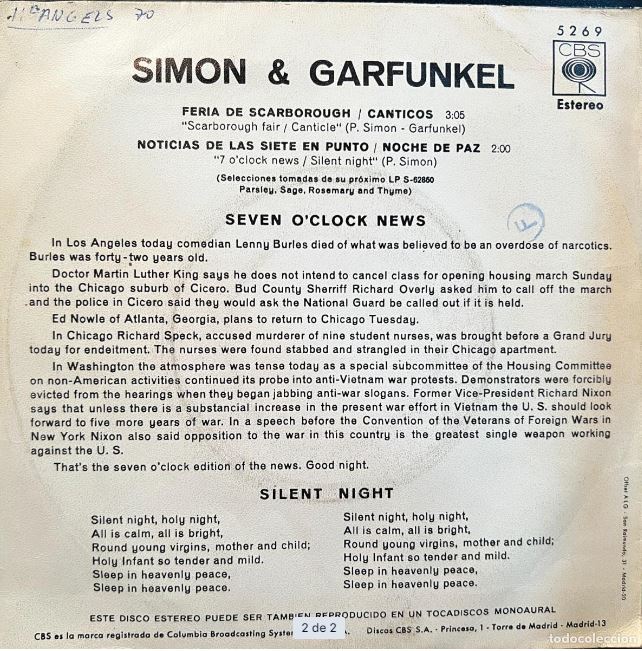 Mª ANGELS 70
5269
CBS
Estereo
SIMON & GARFUNKEL
FERIA DE SCARBOROUGH / CANTICOS 3:05
"Scarborough fair / Canticle" (P. Simon - Garfunkel)
NOTICIAS DE LAS SIETE EN PUNTO / NOCHE DE PAZ 2:00
"7 o'clock news / Silent night" (P. Simon)
(Selecciones tomadas de su próximo LP S-62860
Parsley, Sage, Rosemary and Thyme)
SEVEN O'CLOCK NEWS
F
In Los Angeles today comedian Lenny Burles died of what was believed to be an overdose of narcotics.
Burles was forty-two years old.
Doctor Martin Luther King says he does not intend to cancel class for opening housing march Sunday
into the Chicago suburb of Cicero. Bud County Sherriff Richard Overly asked him to call off the march
and the police in Cicero said they would ask the National Guard be called out if it is held.
Ed Nowle of Atlanta, Georgia, plans to return to Chicago Tuesday.
In Chicago Richard Speck, accused murderer of nine student nurses, was brought before a Grand Jury
today for endeitment. The nurses were found stabbed and strangled in their Chicago apartment.
In Washington the atmosphere was tense today as a special subcommittee of the Housing Committee
on non-American activities continued its probe into anti-Vietnam war protests. Demonstrators were forcibly
evicted from the hearings when they began jabbing anti-war slogans. Former Vice-President Richard Nixon
says that unless there is a substancial increase in the present war effort in Vietnam the U. S. should look
forward to five more years of war. In a speech before the Convention of the Veterans of Foreign Wars in
New York Nixon also said opposition to the war in this country is the greatest single weapon working
against the U. S.
That's the seven o'clock edition of the news. Good night.
SILENT NIGHT
Silent night, holy night,
All is calm, all is bright,
Round young virgins, mother and child;
Holy Infant so tender and mild.
Sleep in heavenly peace,
Sleep in heavenly peace.
Silent night, holy night,
All is calm, all is bright,
Round young virgins, mother and child;
Holy Infant so tender and mild.
Sleep in heavenly peace,
Sleep in heavenly peace.
Offset ALG - San Raimundo, 31 - Madrid-20
ESTE DISCO ESTEREO PUEDE SER TAMBIEN REPRODUCIDO EN UN TOCADISCOS MONOAURAL
CBS es la marca registrada de Columbia Broadcasting System A. Discos CBS S.A. - Princesa, 1 - Torre de Madrid - Madrid-13
2 de 2
todocoleccion